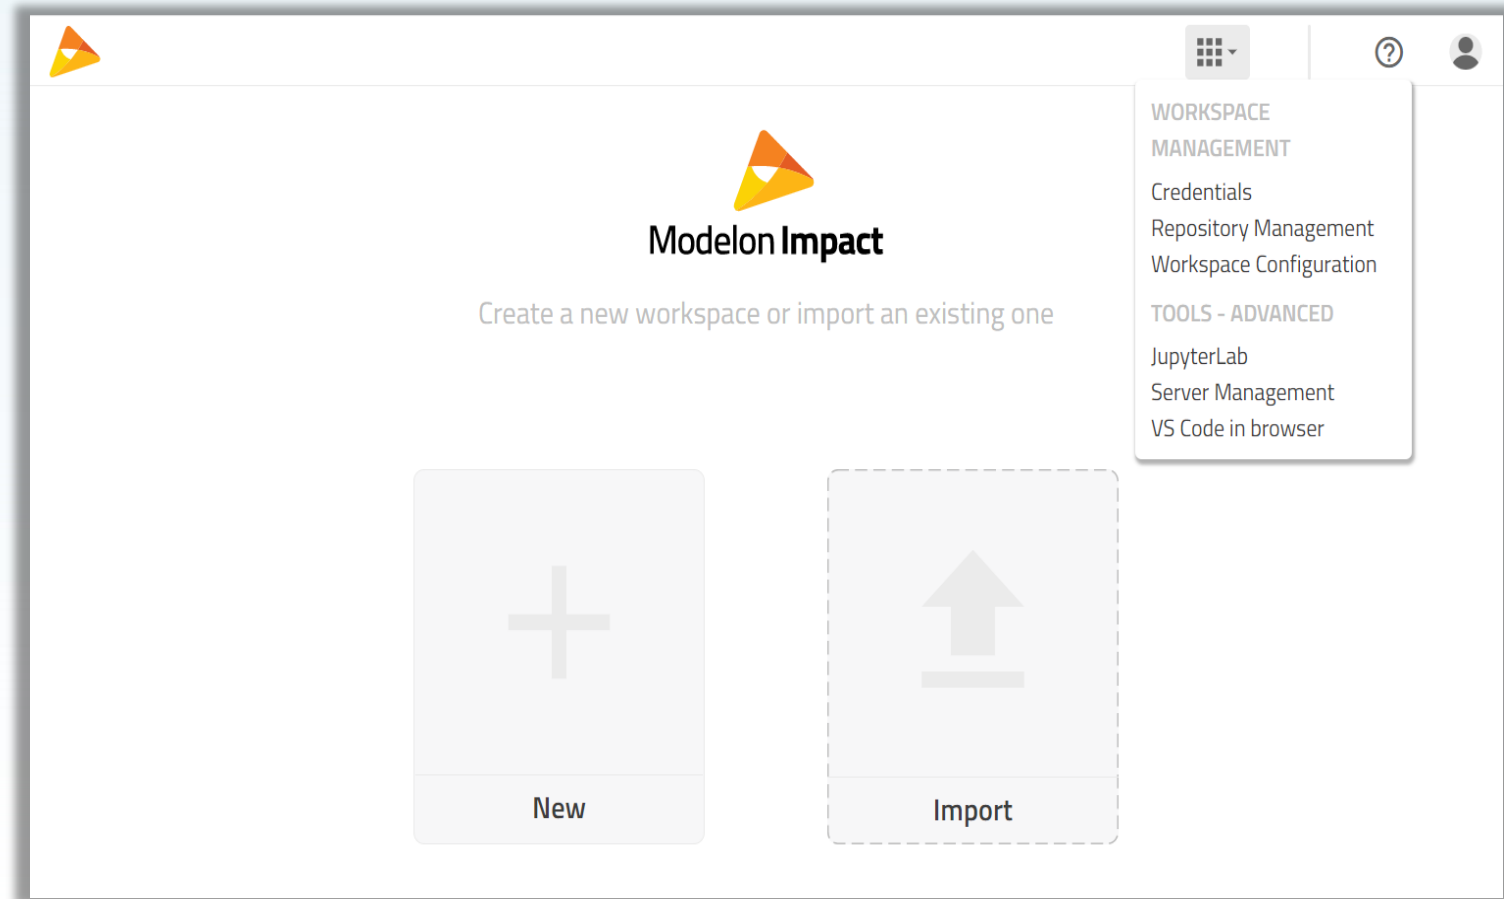 WORKSPACE
MANAGEMENT
Credentials
Repository Management
Workspace Configuration
TOOLS - ADVANCED
JupyterLab
Server Management
VS Code in browser
Modelon Impact
Create a new workspace or import an existing one
New
Import